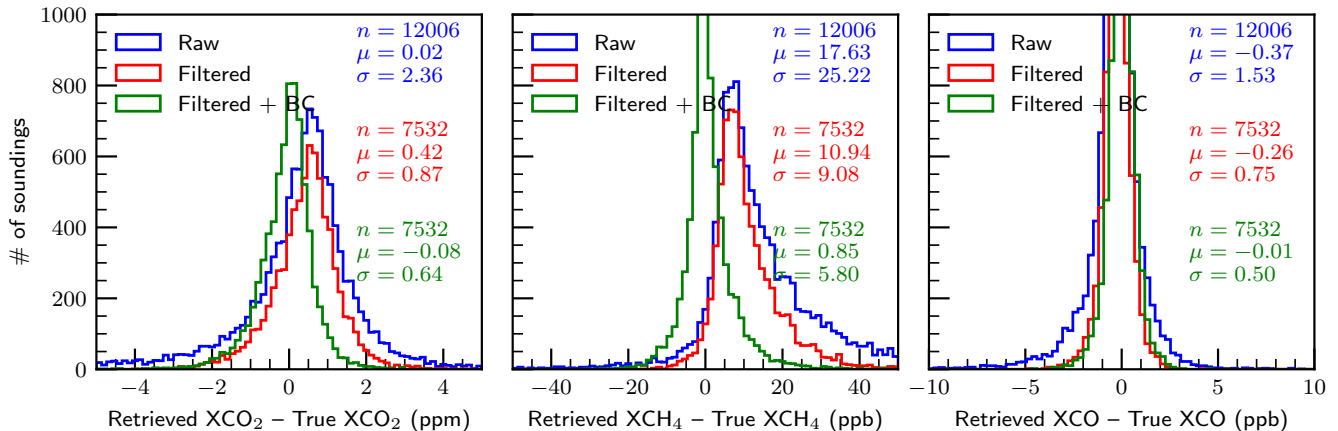 # of soundings
1000
800
600
400
200
0
Raw
Filtered
Filtered + BC
n = 12006
μ = 0.02
σ = 2.36
n = 7532
μ = 0.42
σ = 0.87
n = 7532
μ = −0.08
σ = 0.64
−4 −2 0 2 4
Retrieved XCO₂ – True XCO₂ (ppm)
Raw
Filtered
Filtered + BC
n = 12006
μ = 17.63
σ = 25.22
n = 7532
μ = 10.94
σ = 9.08
n = 7532
μ = 0.85
σ = 5.80
−40 −20 0 20 40
Retrieved XCH₄ – True XCH₄ (ppb)
Raw
Filtered
Filtered + BC
n = 12006
μ = −0.37
σ = 1.53
n = 7532
μ = −0.26
σ = 0.75
n = 7532
μ = −0.01
σ = 0.50
−10 −5 0 5 10
Retrieved XCO – True XCO (ppb)